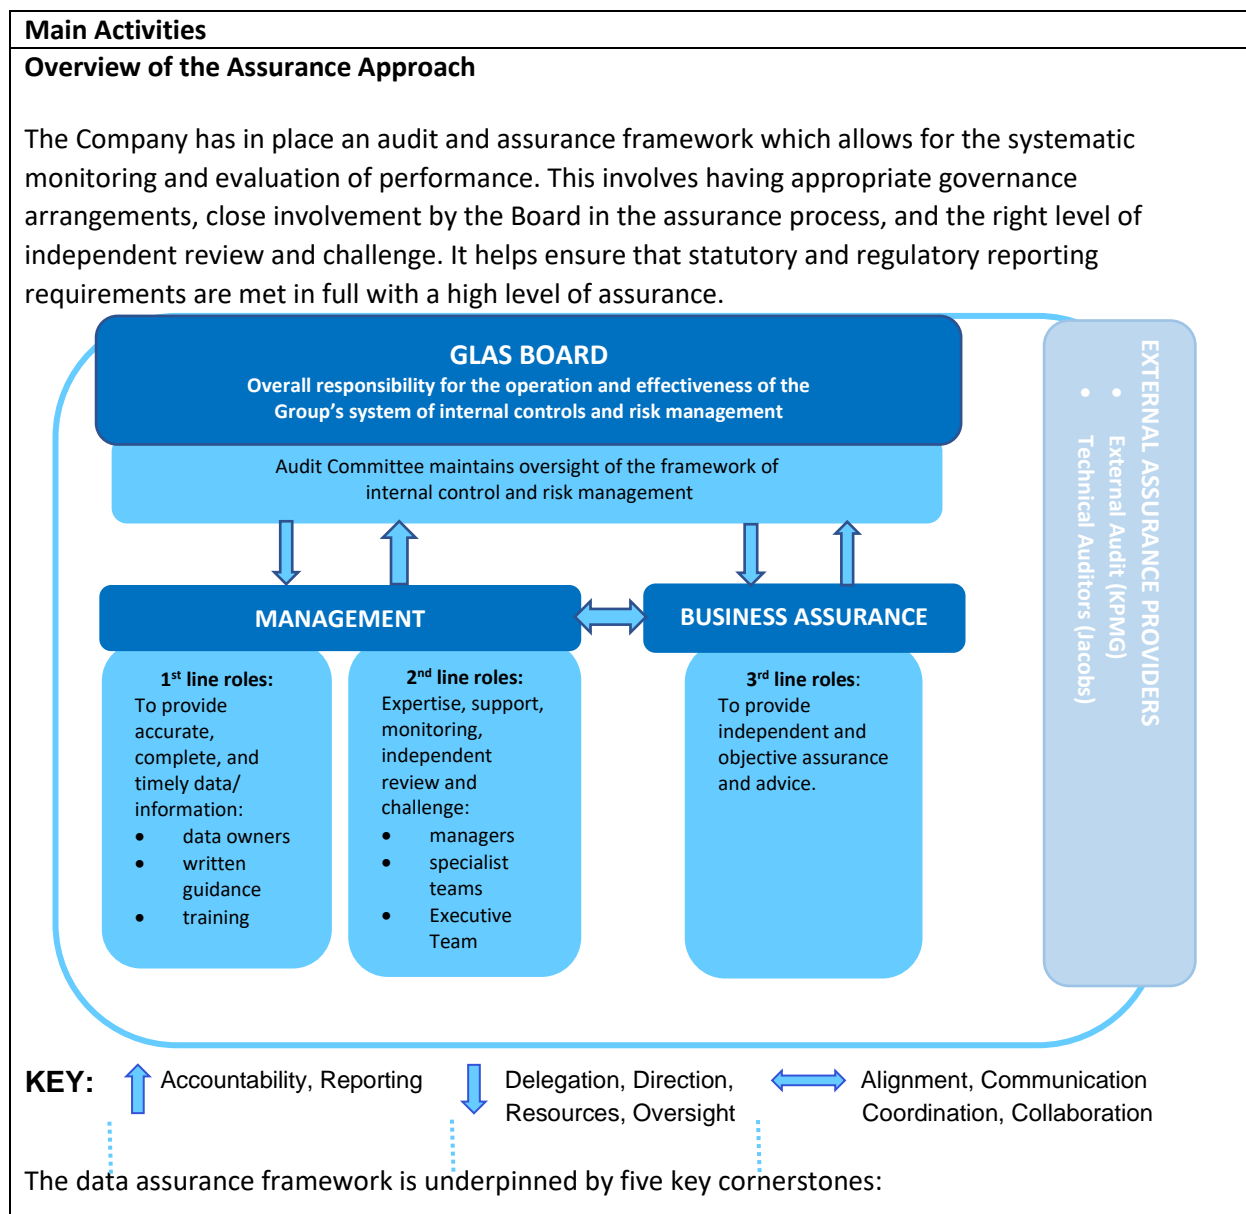 Main Activities
Overview of the Assurance Approach
The Company has in place an audit and assurance framework which allows for the systematic
monitoring and evaluation of performance. This involves having appropriate governance
arrangements, close involvement by the Board in the assurance process, and the right level of
independent review and challenge. It helps ensure that statutory and regulatory reporting
requirements are met in full with a high level of assurance.
GLAS BOARD
Overall responsibility for the operation and effectiveness of the
Group's system of internal controls and risk management
Audit Committee maintains oversight of the framework of
internal control and risk management
MANAGEMENT
1st line roles:
To provide
accurate,
complete, and
timely data/
information:
• data owners
• written
guidance
• training
2nd line roles:
Expertise, support,
monitoring,
independent
review and
challenge:
• managers
• specialist
teams
• Executive
Team
BUSINESS ASSURANCE
3rd line roles:
To provide
independent and
objective assurance
and advice.
EXTERNAL ASSURANCE PROVIDERS
• External Audit (KPMG)
• Technical Auditors (Jacobs)
KEY:
Accountability, Reporting
Delegation, Direction,
Resources, Oversight
Alignment, Communication
Coordination, Collaboration
The data assurance framework is underpinned by five key cornerstones: